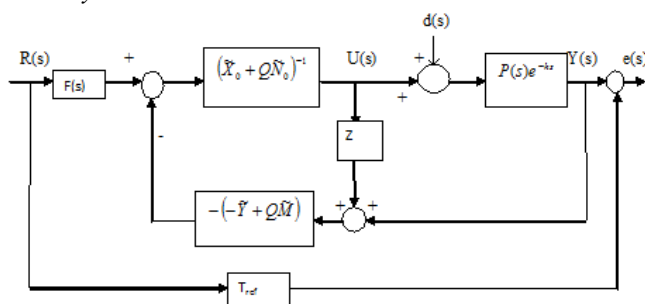 d(s)
R(s) + (X̃₀ + QÑ₀)⁻¹ U(s) + P(s)e⁻ʰˢ Y(s) e(s)
F(s) +
- Z
-(-Ỹ + QM̃) + +
T_ref